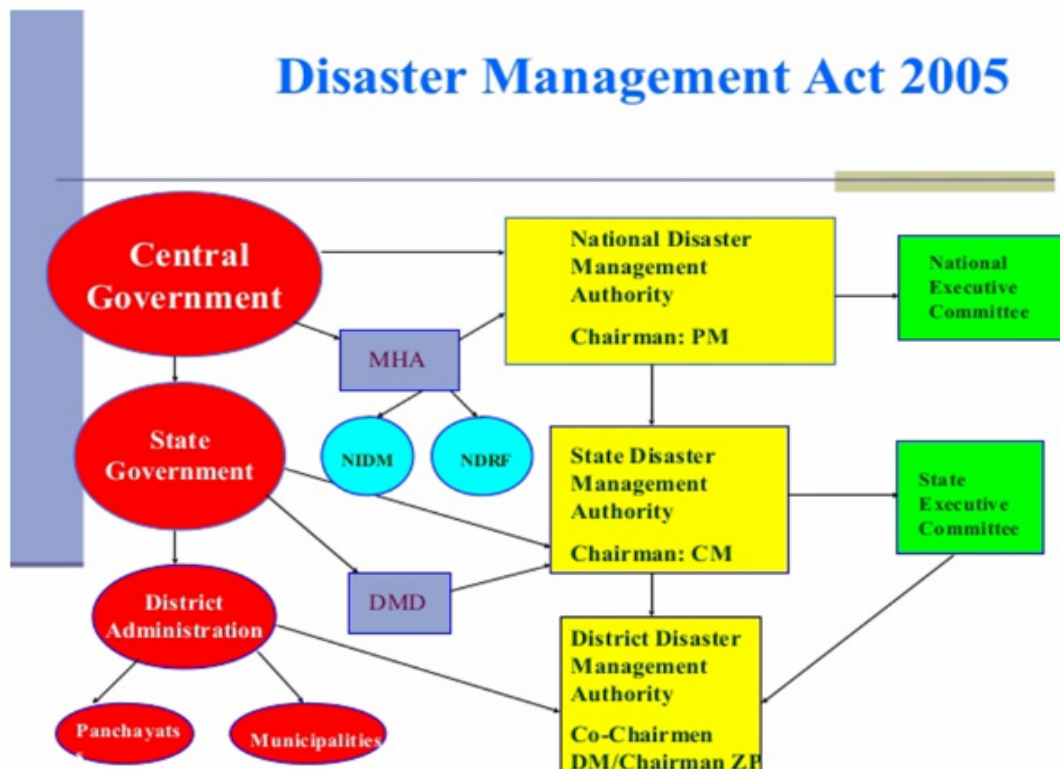 Disaster Management Act 2005
Central
Government
National Disaster
Management
Authority
Chairman: PM
National
Executive
Committee
MHA
NIDM
NDRF
State
Government
State Disaster
Management
Authority
Chairman: CM
State
Executive
Committee
DMD
District
Administration
District Disaster
Management
Authority
Co-Chairmen
DM/Chairman ZP
Panchayats
s
Municipalities